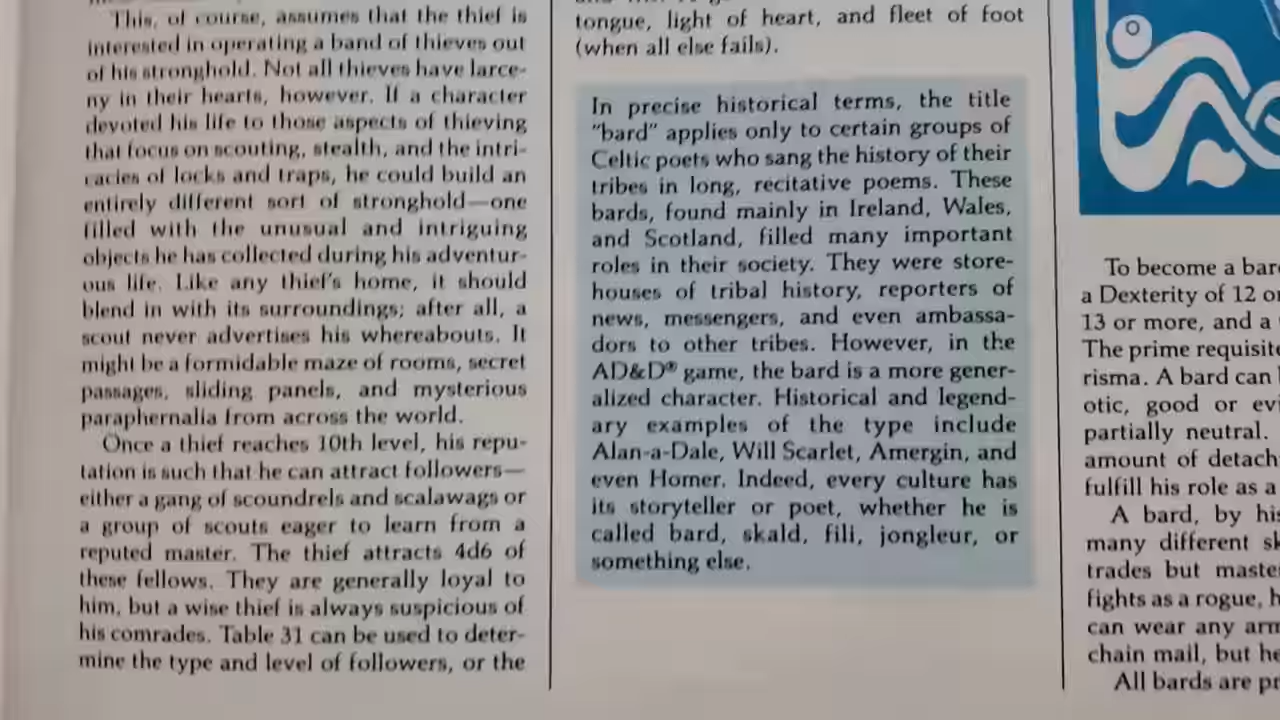 This, of course, assumes that the thief is
interested in operating a band of thieves out
of his stronghold. Not all thieves have larce-
ny in their hearts, however. If a character
devoted his life to those aspects of thieving
that focus on scouting, stealth, and the intri-
cacies of locks and traps, he could build an
entirely different sort of stronghold—one
filled with the unusual and intriguing
objects he has collected during his adventur-
ous life. Like any thief's home, it should
blend in with its surroundings; after all, a
scout never advertises his whereabouts. It
might be a formidable maze of rooms, secret
passages, sliding panels, and mysterious
paraphernalia from across the world.
Once a thief reaches 10th level, his repu-
tation is such that he can attract followers—
either a gang of scoundrels and scalawags or
a group of scouts eager to learn from a
reputed master. The thief attracts 4d6 of
these fellows. They are generally loyal to
him, but a wise thief is always suspicious of
his comrades. Table 31 can be used to deter-
mine the type and level of followers, or the
tongue, light of heart, and fleet of foot
(when all else fails).
In precise historical terms, the title
"bard" applies only to certain groups of
Celtic poets who sang the history of their
tribes in long, recitative poems. These
bards, found mainly in Ireland, Wales,
and Scotland, filled many important
roles in their society. They were store-
houses of tribal history, reporters of
news, messengers, and even ambassa-
dors to other tribes. However, in the
AD&D® game, the bard is a more gener-
alized character. Historical and legend-
ary examples of the type include
Alan-a-Dale, Will Scarlet, Amergin, and
even Homer. Indeed, every culture has
its storyteller or poet, whether he is
called bard, skald, fili, jongleur, or
something else.
To become a bar
a Dexterity of 12 o
13 or more, and a
The prime requisite
risma. A bard can
otic, good or evi
partially neutral.
amount of detach
fulfill his role as a
A bard, by his
many different sk
trades but maste
fights as a rogue, h
can wear any arm
chain mail, but he
All bards are pr